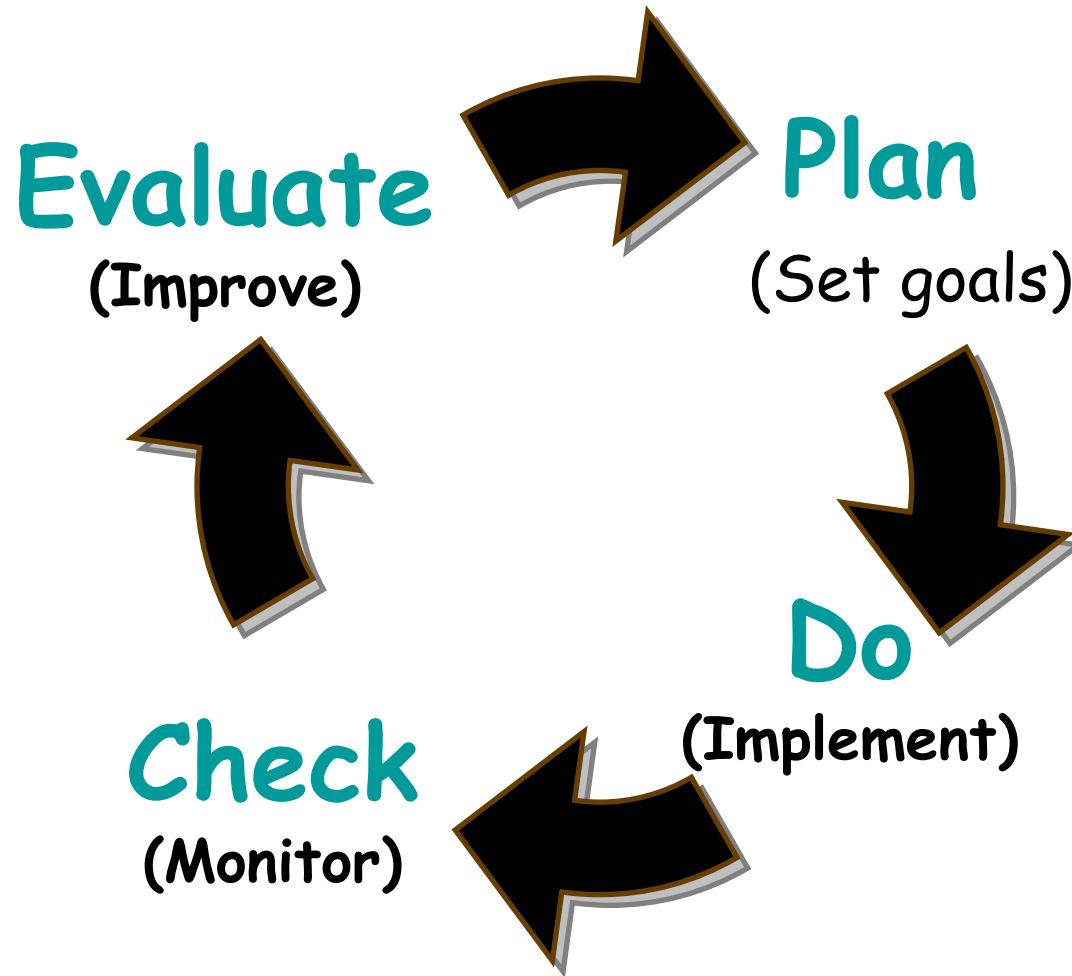 Evaluate
(Improve)
Plan
(Set goals)
Do
(Implement)
Check
(Monitor)